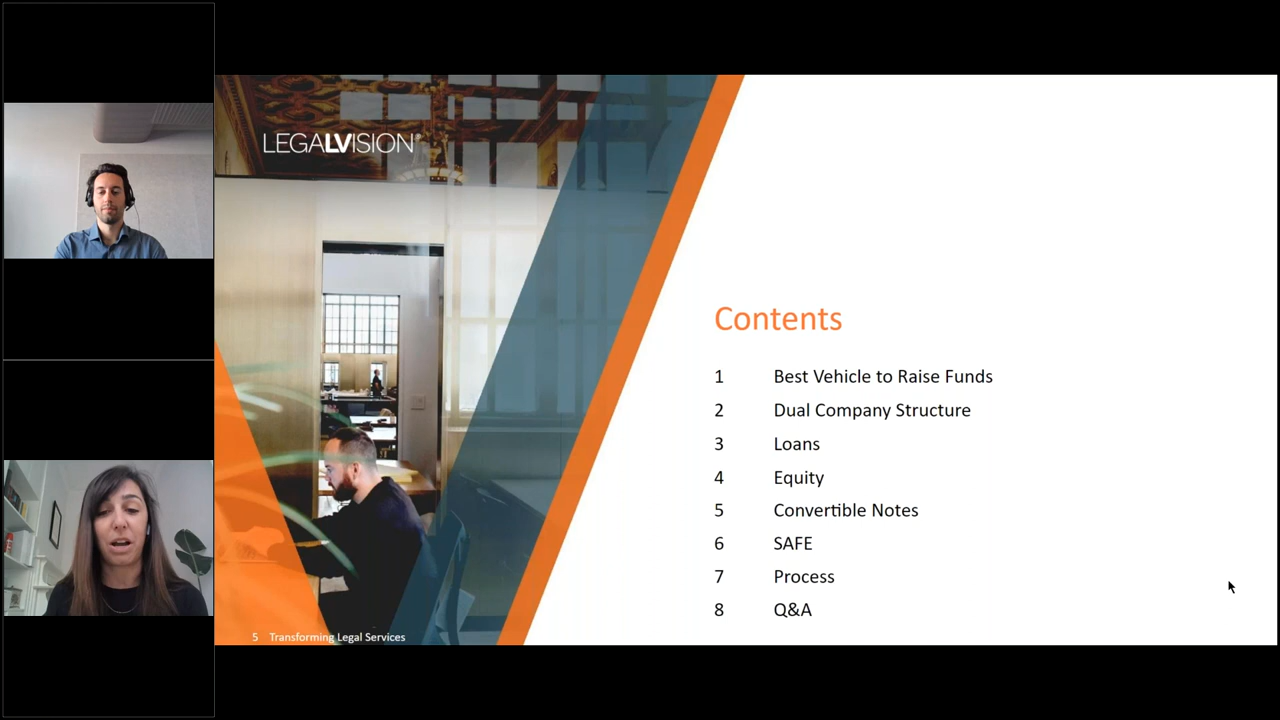 LEGALVISION
Contents
1 Best Vehicle to Raise Funds
2 Dual Company Structure
3 Loans
4 Equity
5 Convertible Notes
6 SAFE
7 Process
8 Q&A
5 Transforming Legal Services